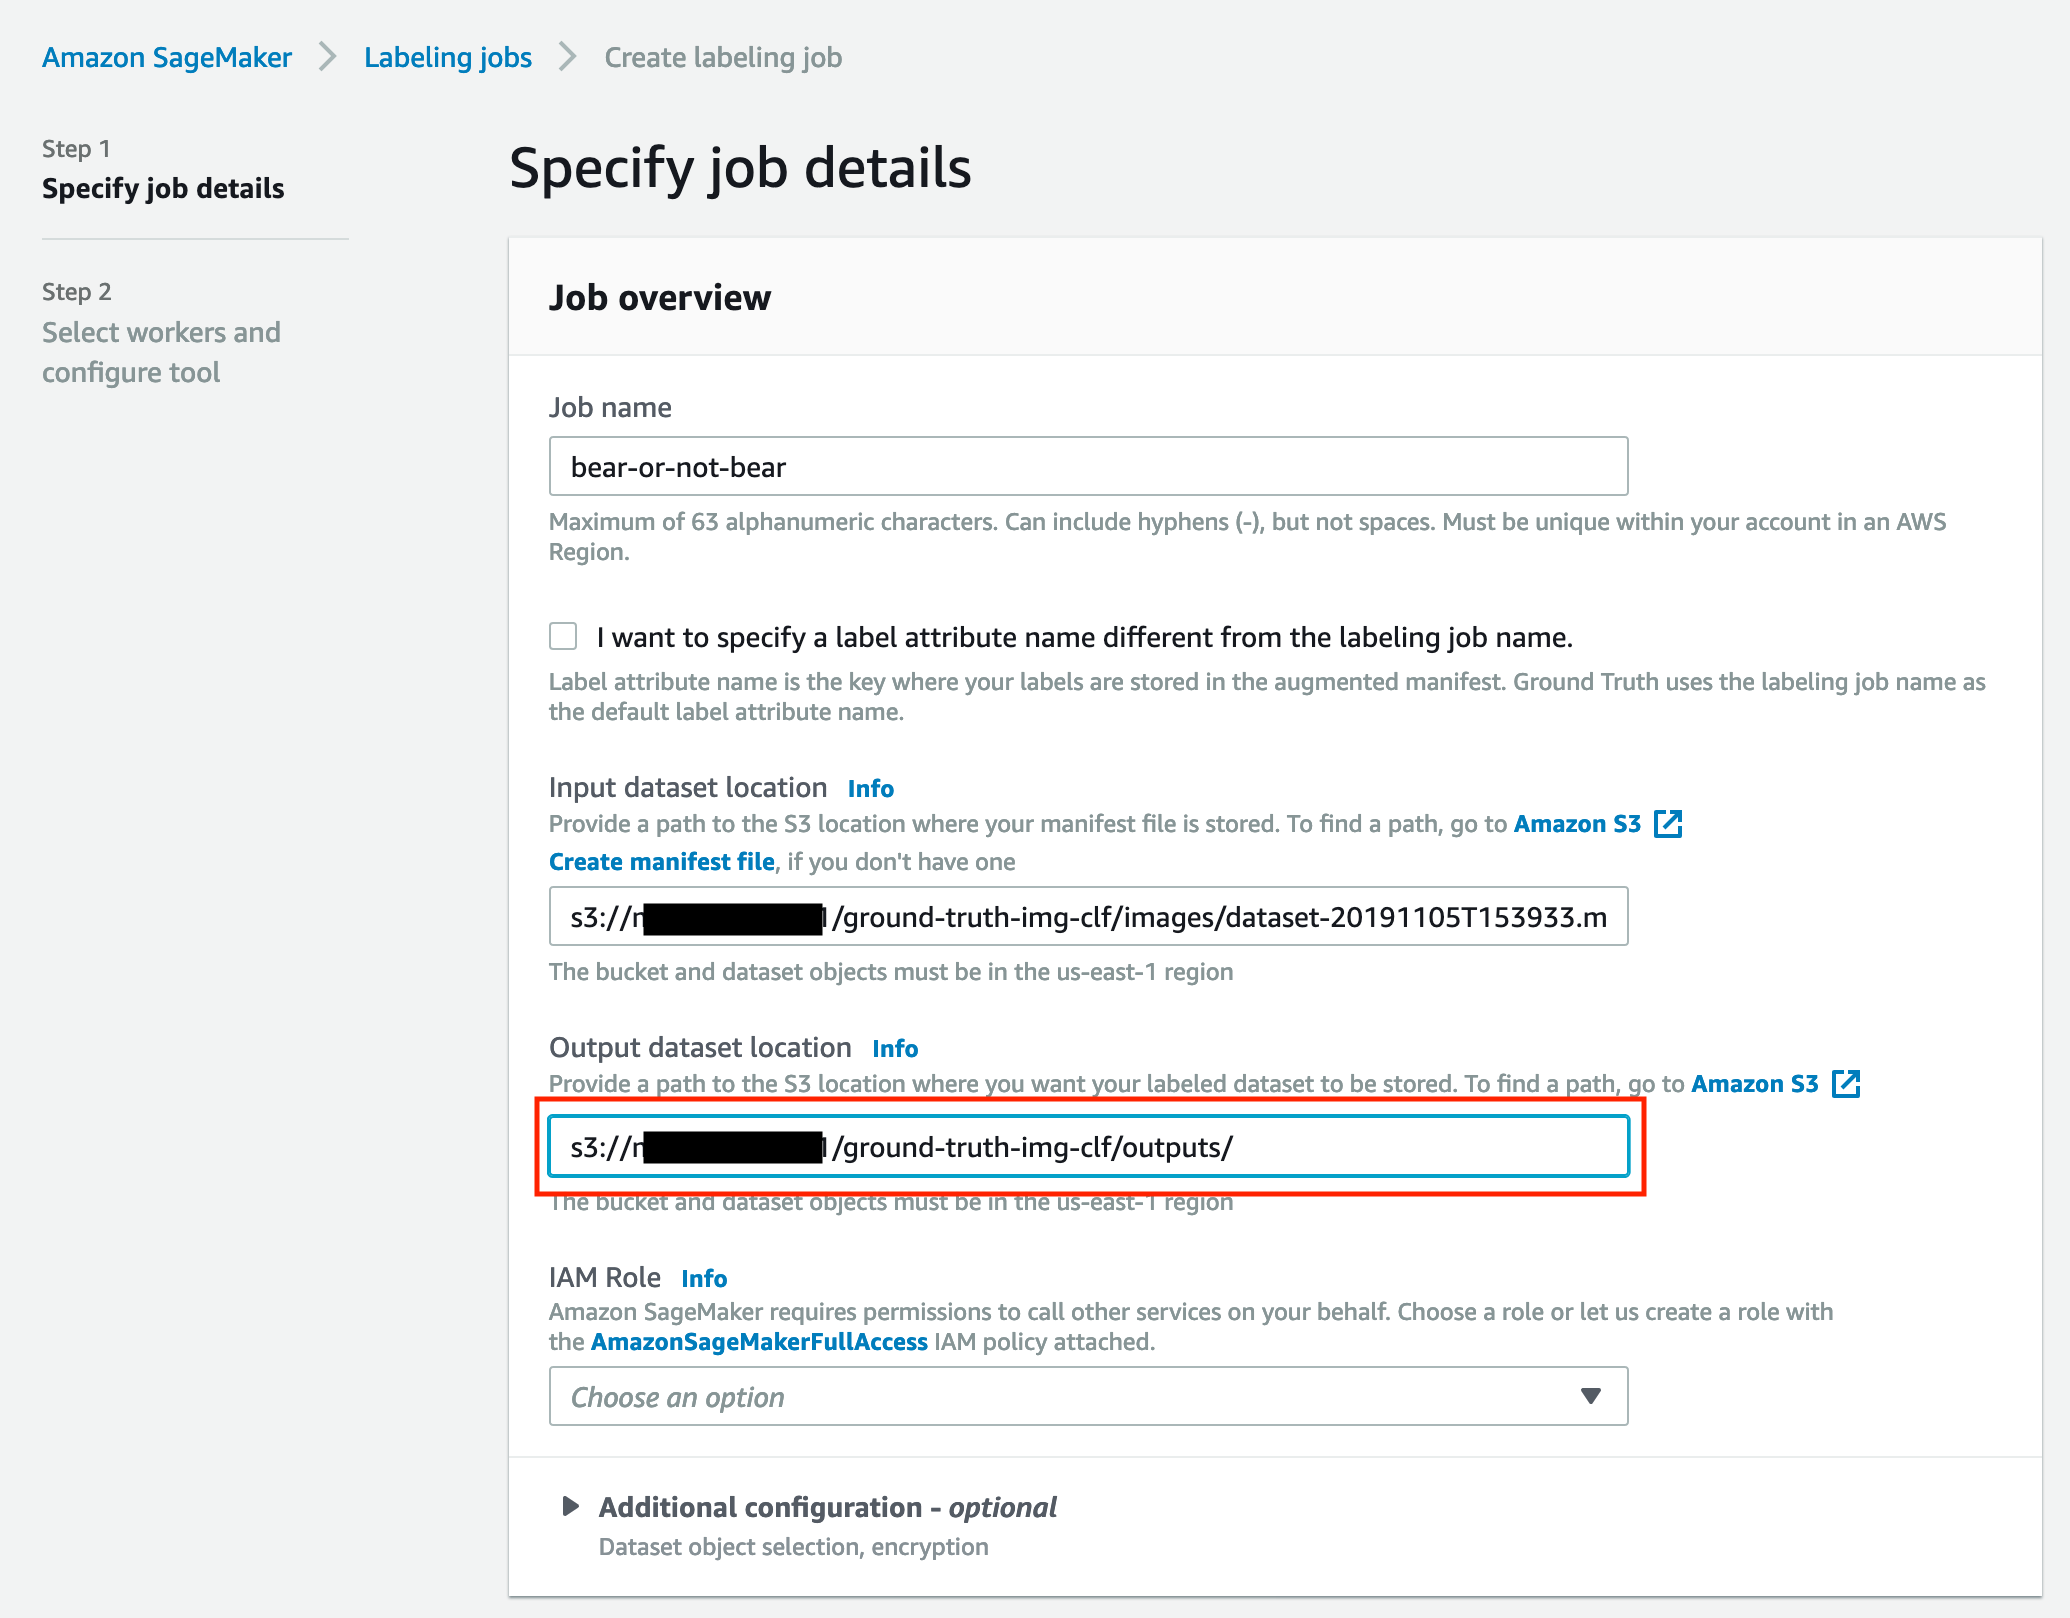 Amazon SageMaker > Labeling jobs > Create labeling job
Step 1
Specify job details
Step 2
Select workers and
configure tool
Specify job details
Job overview
Job name
bear-or-not-bear
Maximum of 63 alphanumeric characters. Can include hyphens (-), but not spaces. Must be unique within your account in an AWS
Region.
I want to specify a label attribute name different from the labeling job name.
Label attribute name is the key where your labels are stored in the augmented manifest. Ground Truth uses the labeling job name as
the default label attribute name.
Input dataset location Info
Provide a path to the S3 location where your manifest file is stored. To find a path, go to Amazon S3
Create manifest file, if you don't have one
s3:// /ground-truth-img-clf/images/dataset-20191105T153933.m
The bucket and dataset objects must be in the us-east-1 region
Output dataset location Info
Provide a path to the S3 location where you want your labeled dataset to be stored. To find a path, go to Amazon S3
s3:// /ground-truth-img-clf/outputs/
The bucket and dataset objects must be in the us-east-1 region
IAM Role Info
Amazon SageMaker requires permissions to call other services on your behalf. Choose a role or let us create a role with
the AmazonSageMakerFullAccess IAM policy attached.
Choose an option
Additional configuration - optional
Dataset object selection, encryption